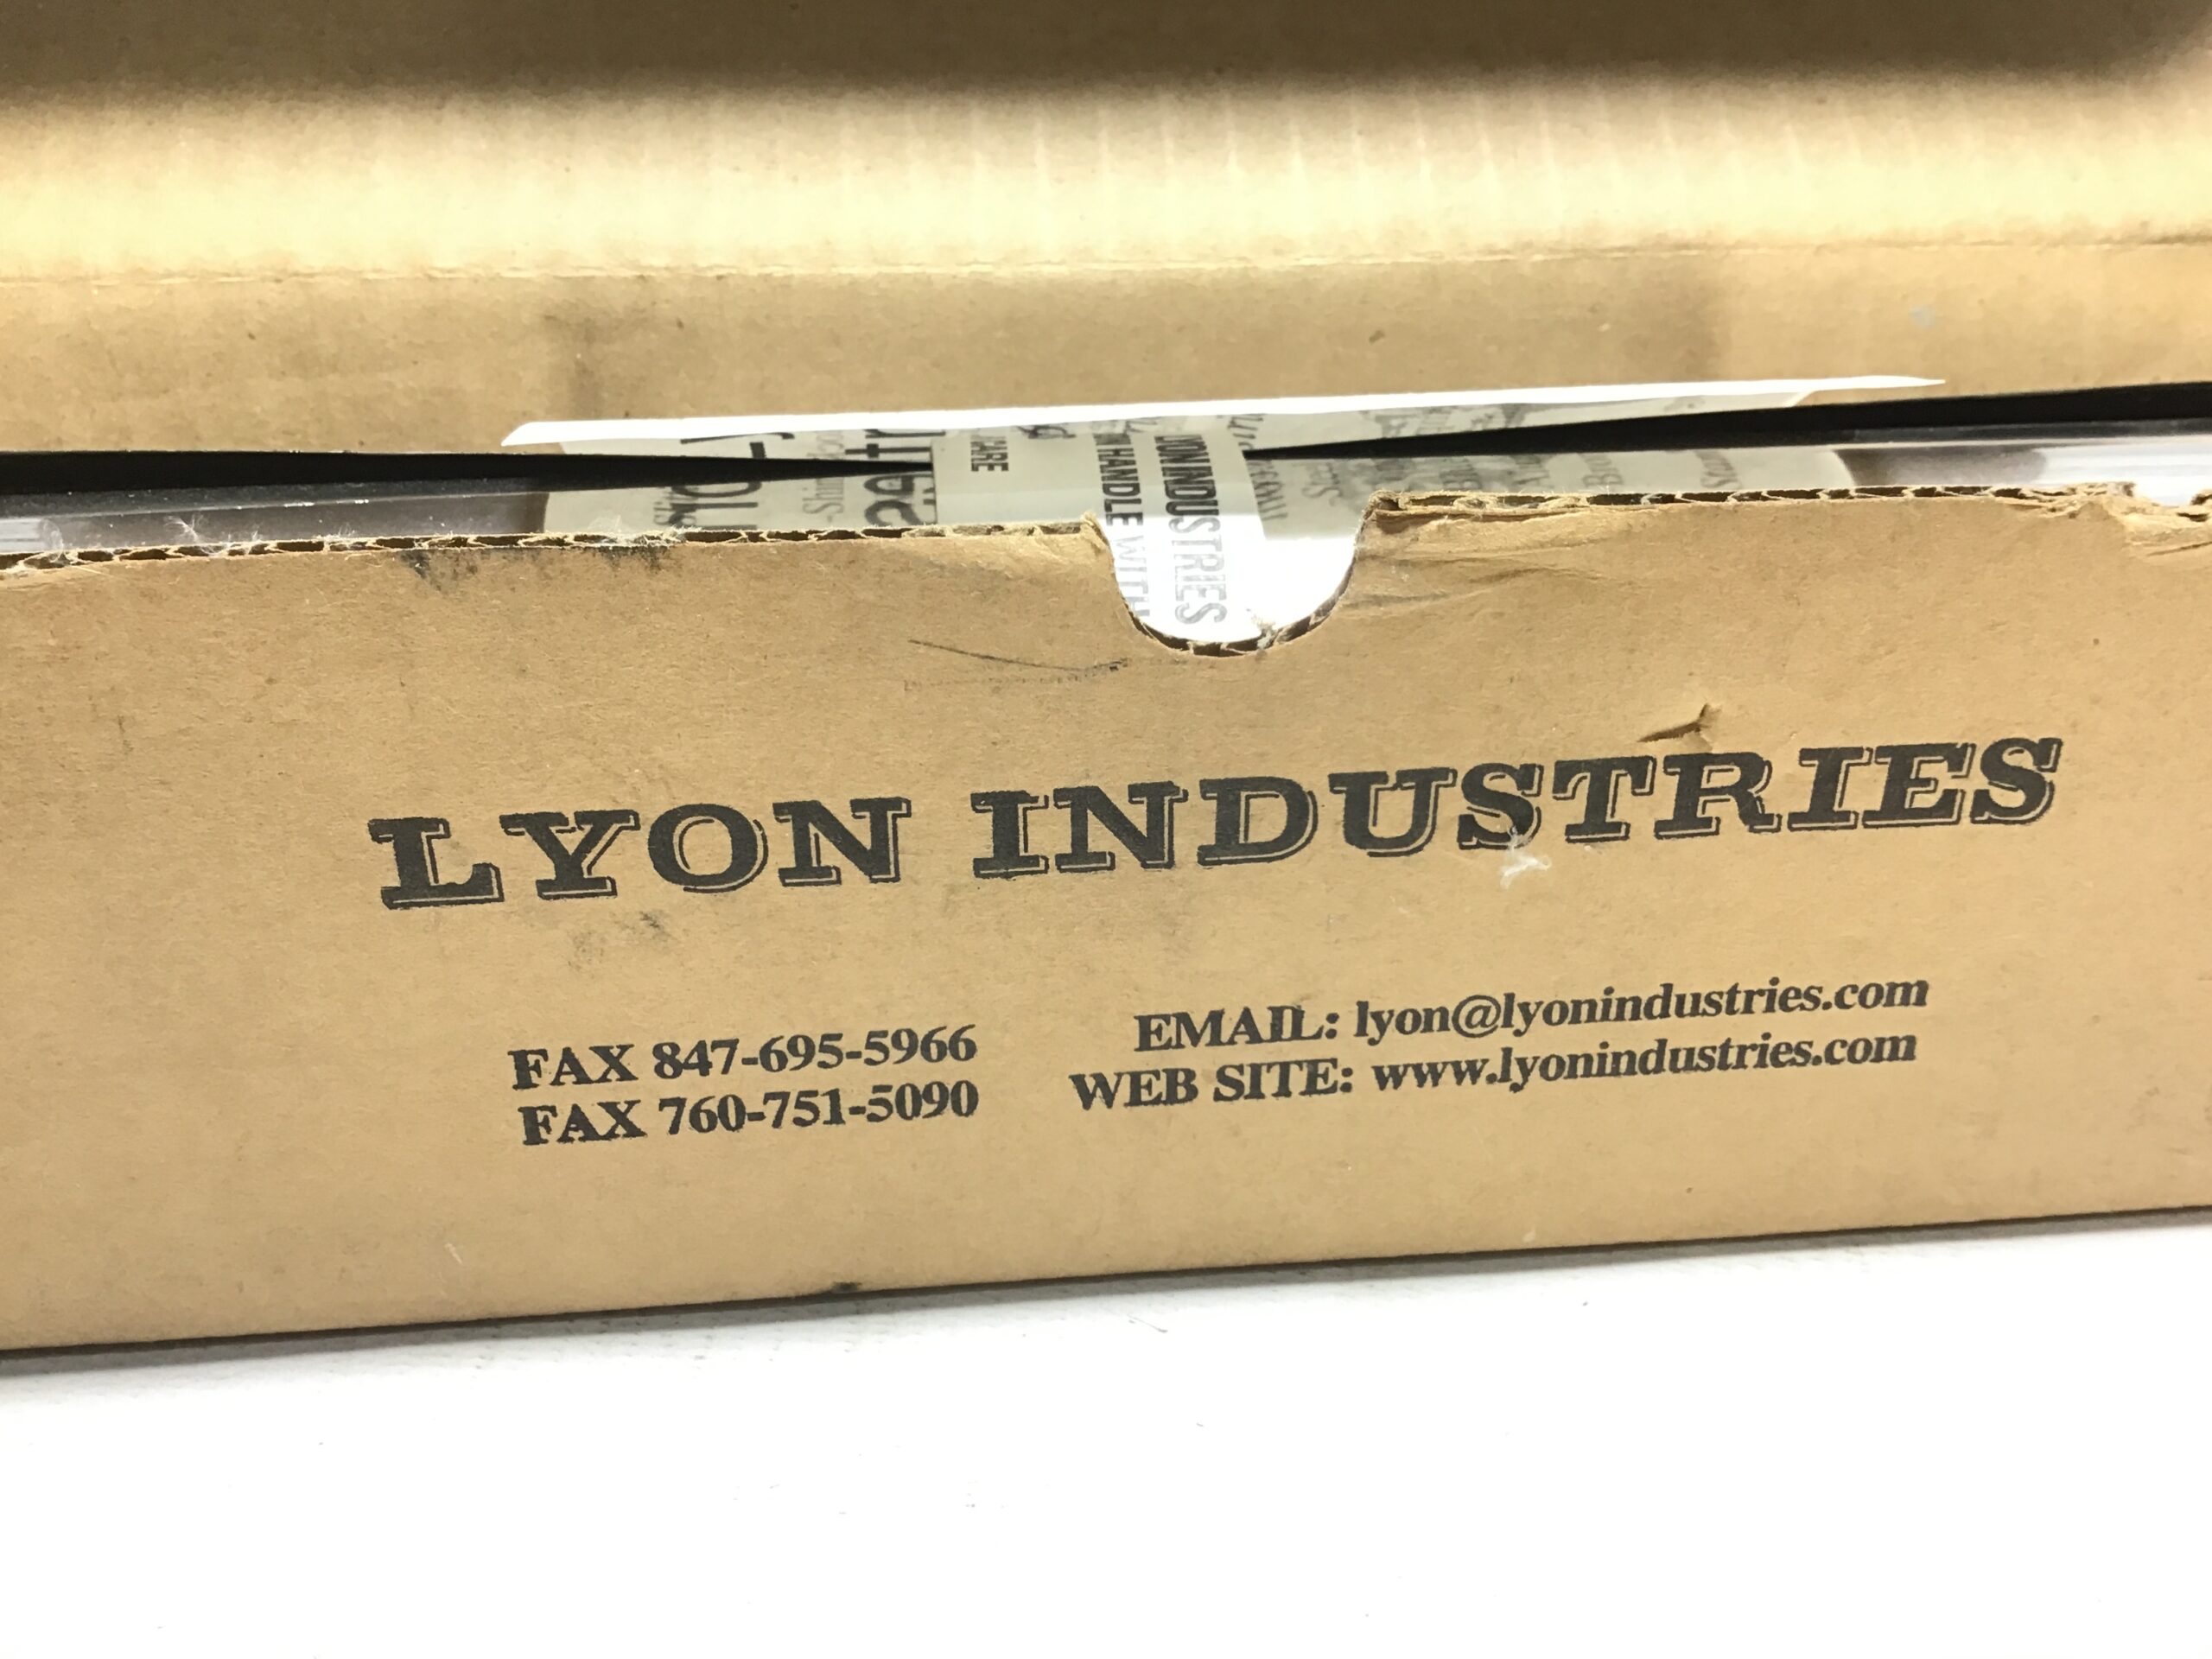 CARE
HANDLE WITH
LYON INDUSTRIES
LYON INDUSTRIES
FAX 847-695-5966
FAX 760-751-5090
EMAIL: lyon@lyonindustries.com
WEB SITE: www.lyonindustries.com